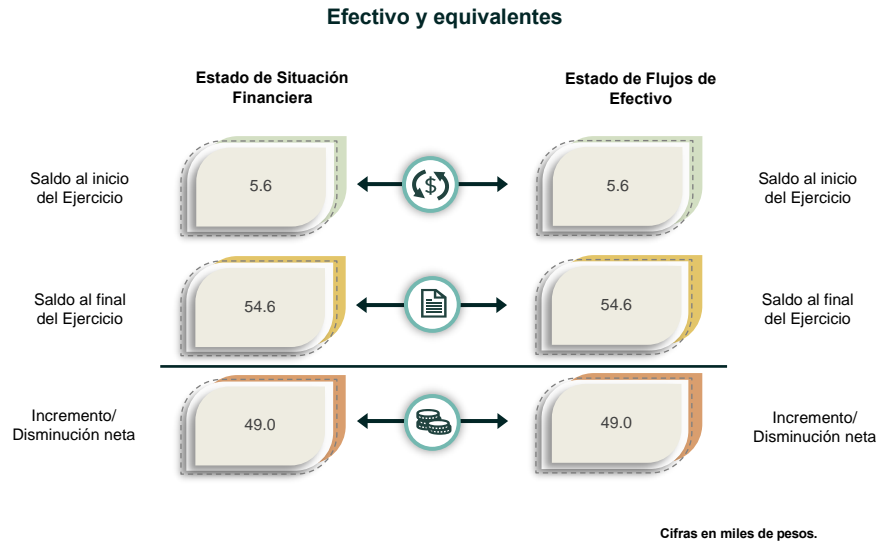 Efectivo y equivalentes
Estado de Situación
Financiera
Estado de Flujos de
Efectivo
Saldo al inicio
del Ejercicio
5.6
$
5.6
Saldo al inicio
del Ejercicio
Saldo al final
del Ejercicio
54.6
54.6
Saldo al final
del Ejercicio
Incremento/
Disminución neta
49.0
49.0
Incremento/
Disminución neta
Cifras en miles de pesos.